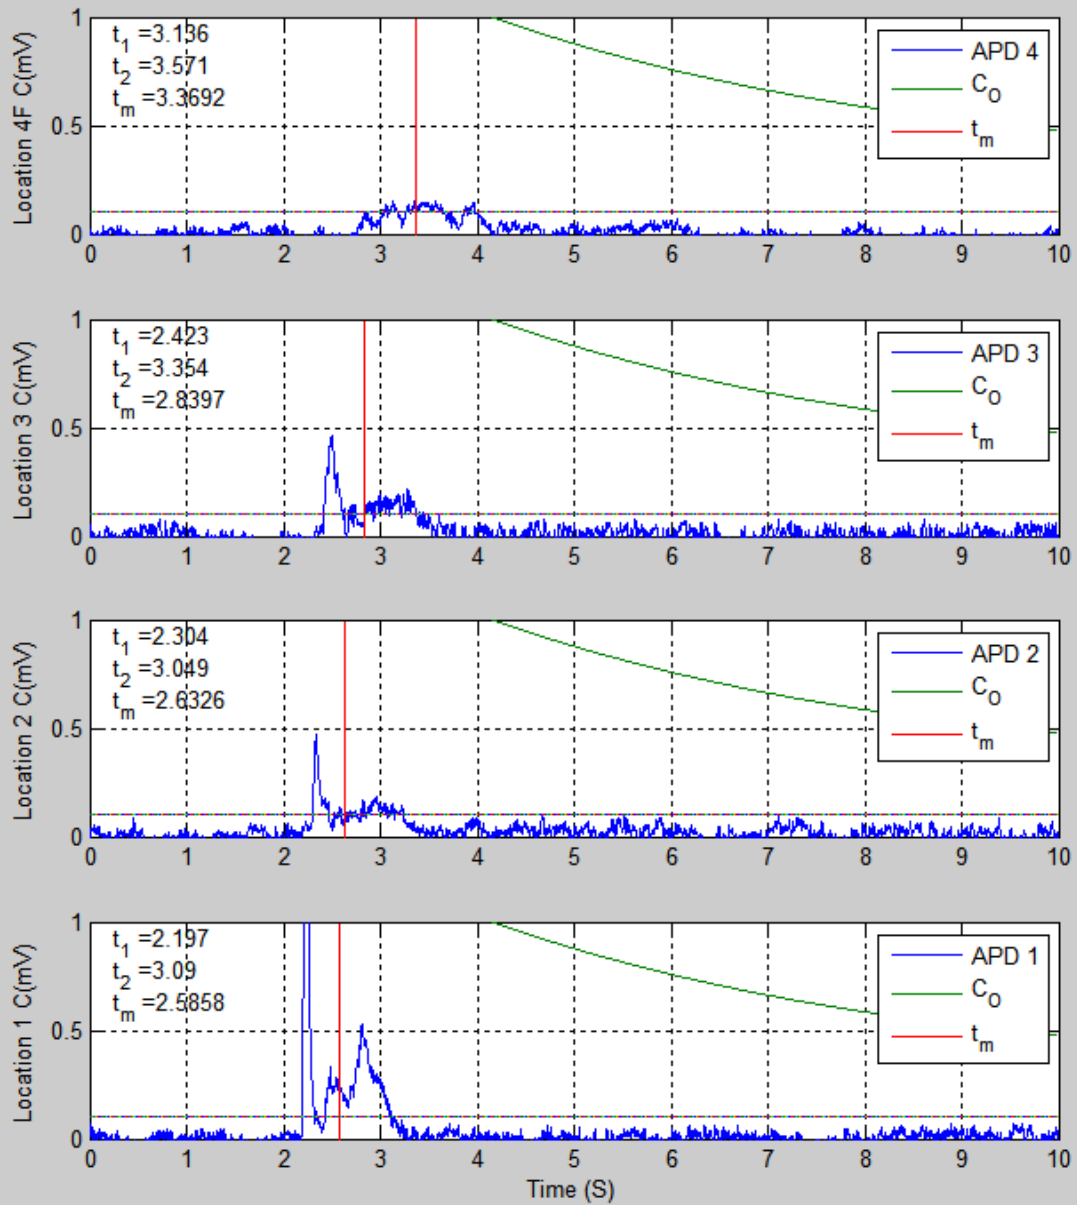 Location 4F C(mV)
1
0.5
0
t1 =3.136
t2 =3.571
tm =3.3692
APD 4
CO
tm
0 1 2 3 4 5 6 7 8 9 10
Location 3 C(mV)
1
0.5
0
t1 =2.423
t2 =3.354
tm =2.8397
APD 3
CO
tm
0 1 2 3 4 5 6 7 8 9 10
Location 2 C(mV)
1
0.5
0
t1 =2.304
t2 =3.049
tm =2.6326
APD 2
CO
tm
0 1 2 3 4 5 6 7 8 9 10
Location 1 C(mV)
1
0.5
0
t1 =2.197
t2 =3.09
tm =2.5858
APD 1
CO
tm
0 1 2 3 4 5 6 7 8 9 10
Time (S)